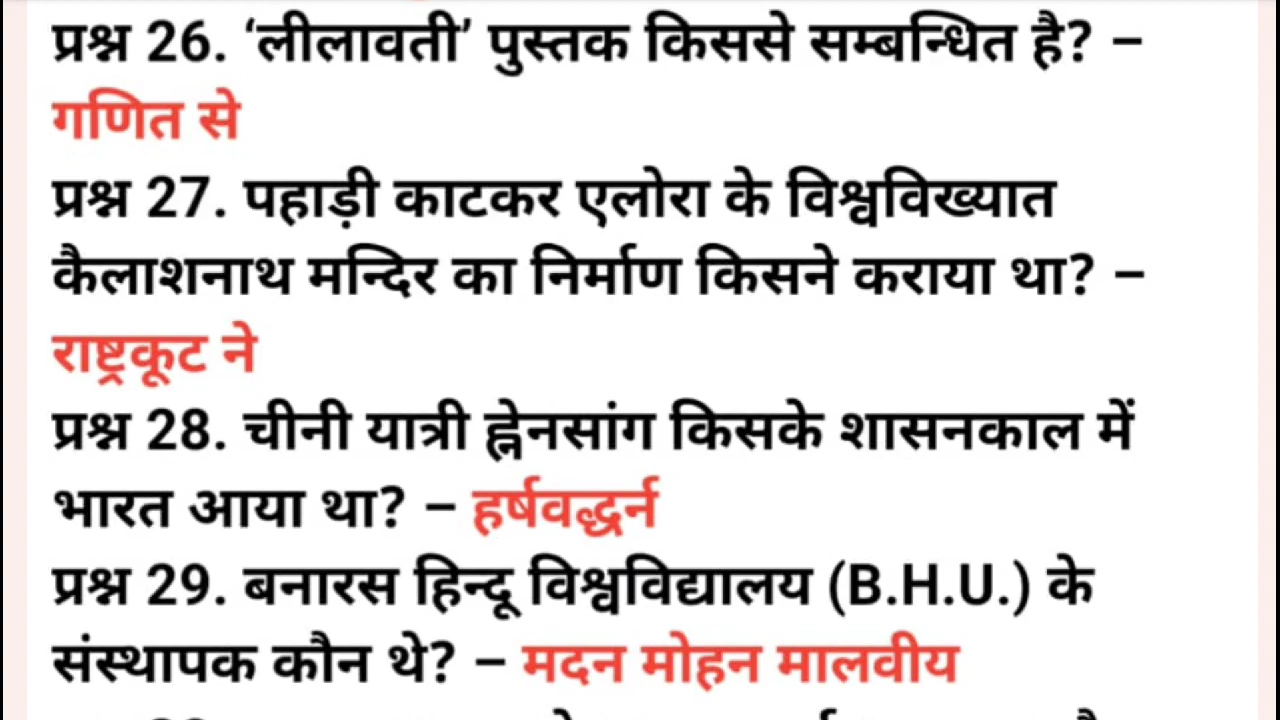 प्रश्न 26. ‘लीलावती’ पुस्तक किससे सम्बन्धित है? –
गणित से
प्रश्न 27. पहाड़ी काटकर एलोरा के विश्वविख्यात
कैलाशनाथ मन्दिर का निर्माण किसने कराया था? –
राष्ट्रकूट ने
प्रश्न 28. चीनी यात्री ह्नेनसांग किसके शासनकाल में
भारत आया था? – हर्षवर्द्धन
प्रश्न 29. बनारस हिन्दू विश्वविद्यालय (B.H.U.) के
संस्थापक कौन थे? – मदन मोहन मालवीय